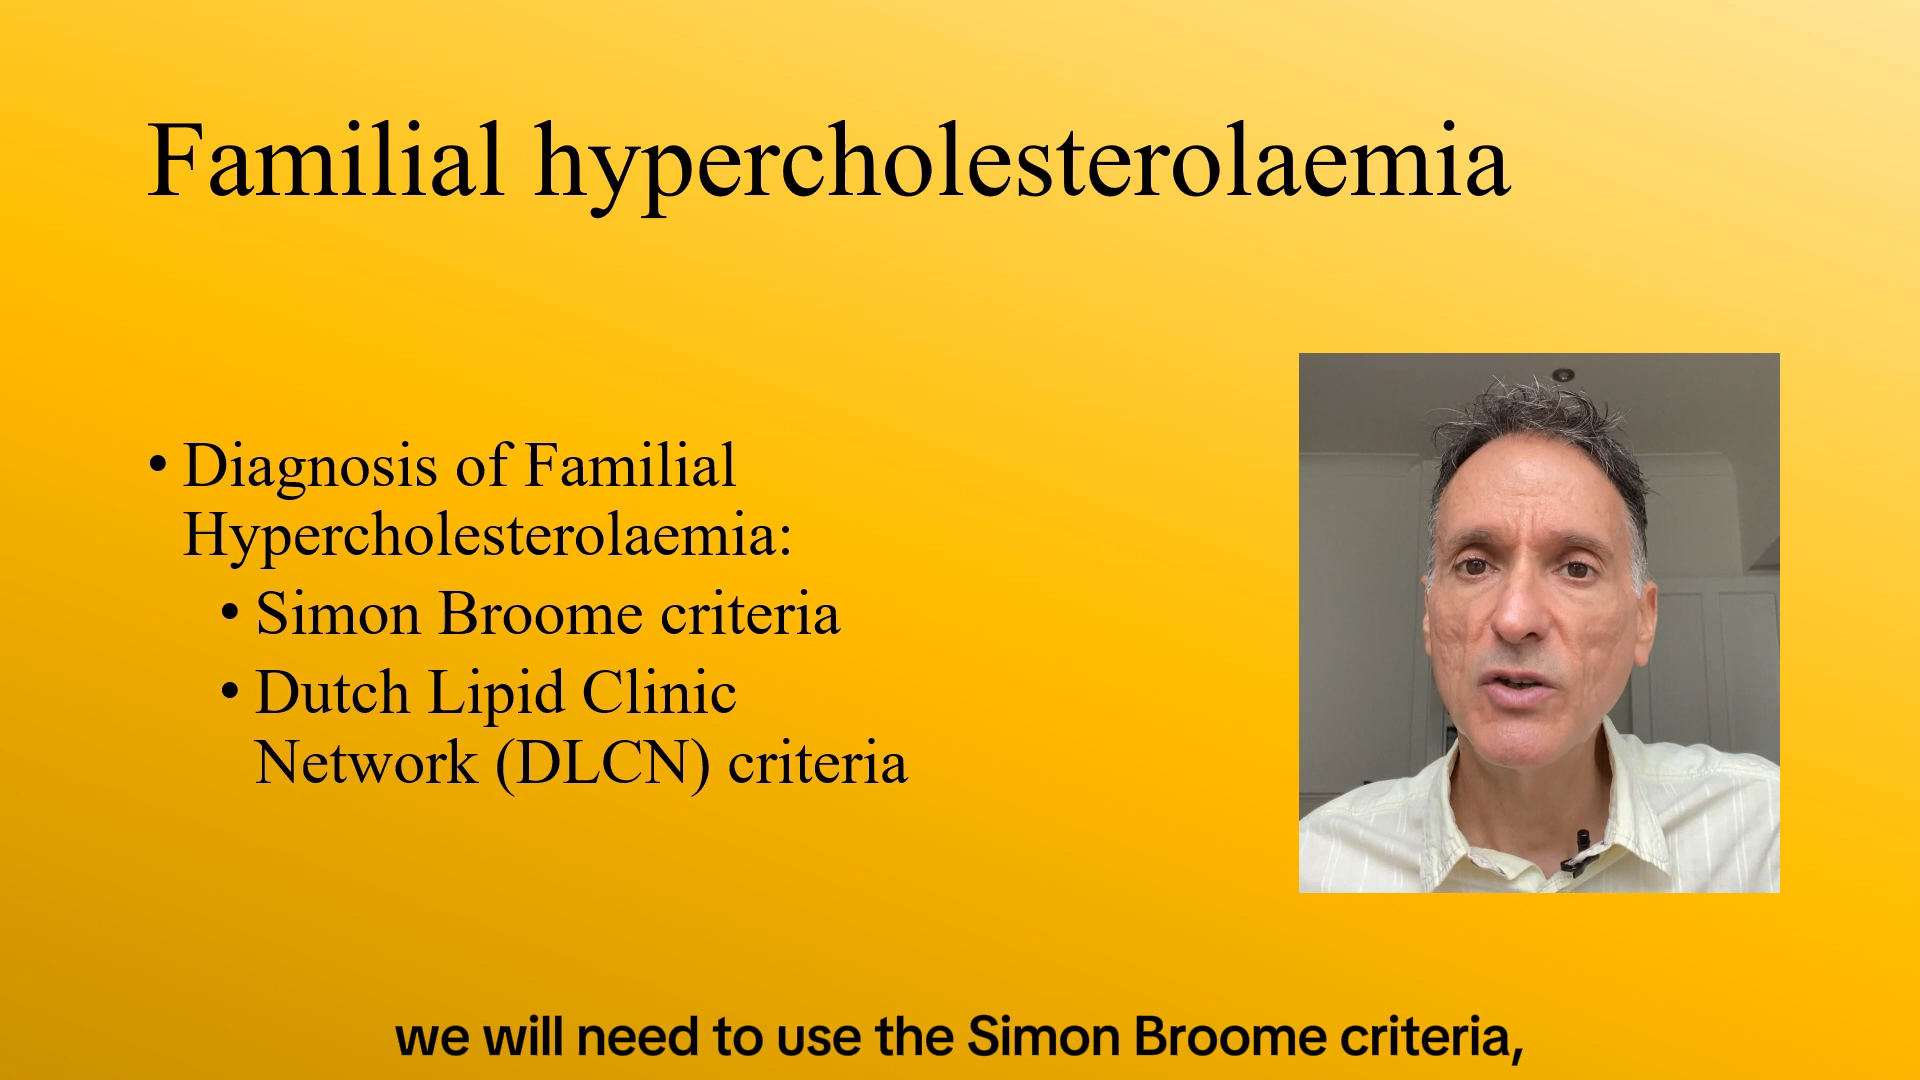 Familial hypercholesterolaemia
• Diagnosis of Familial
Hypercholesterolaemia:
• Simon Broome criteria
• Dutch Lipid Clinic
Network (DLCN) criteria
we will need to use the Simon Broome criteria,